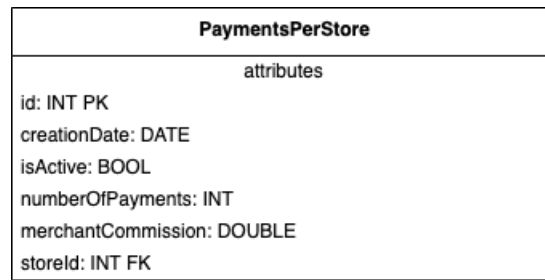 PaymentsPerStore
attributes
id: INT PK
creationDate: DATE
isActive: BOOL
numberOfPayments: INT
merchantCommission: DOUBLE
storeId: INT FK